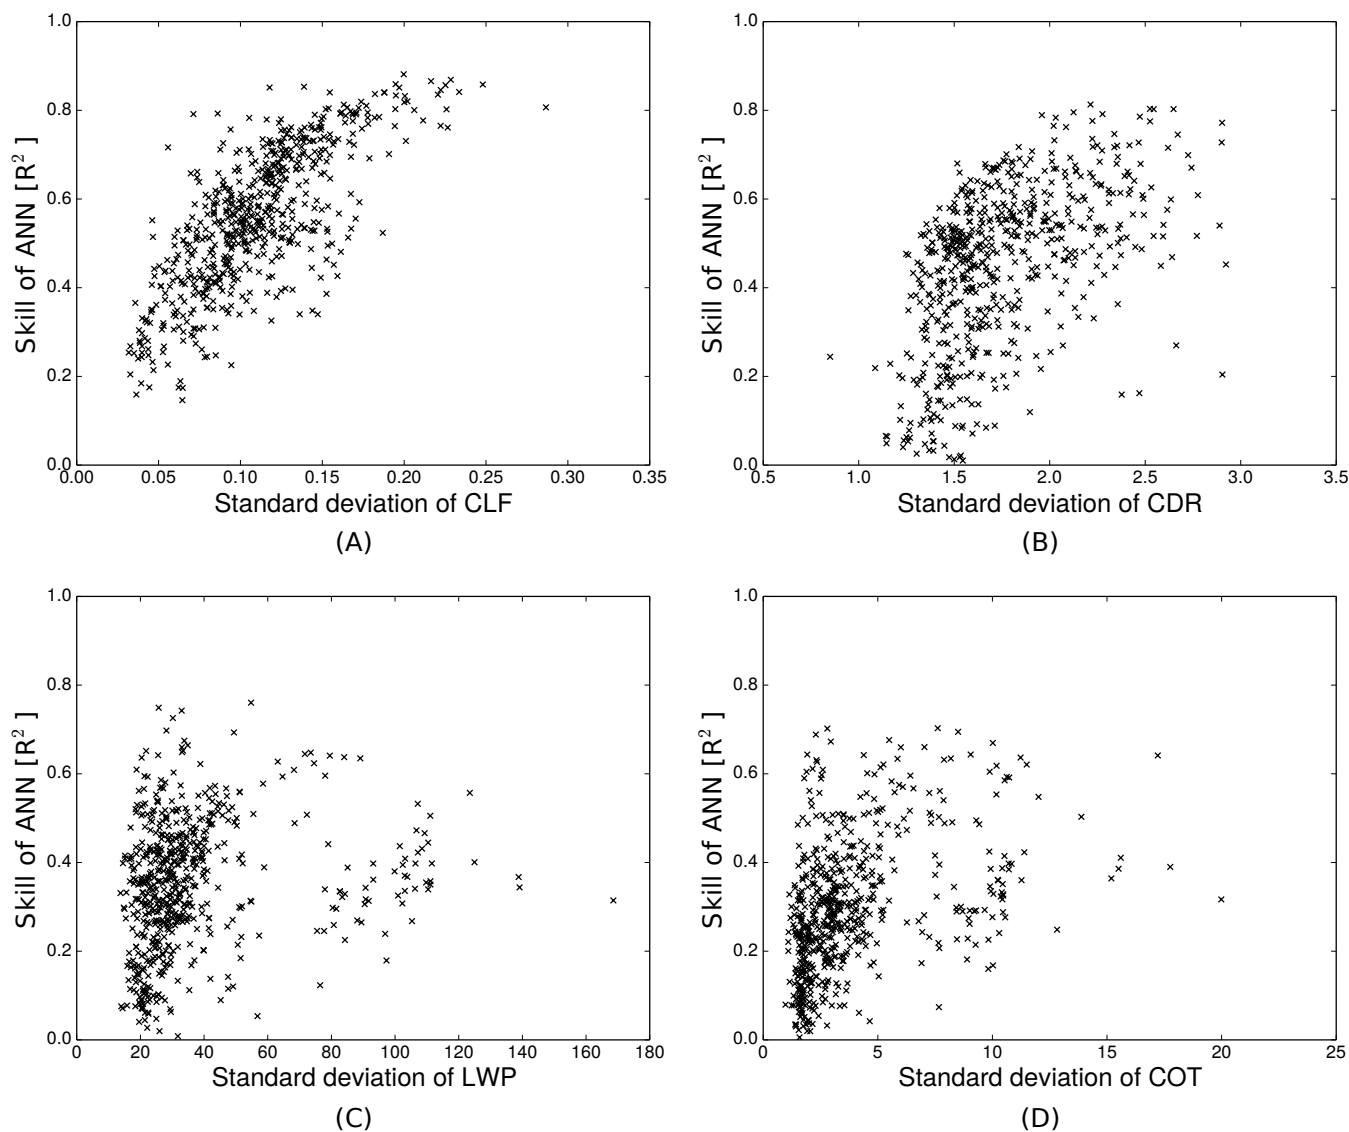 1.0
0.8
0.6
0.4
0.2
0.0
Skill of ANN [R² ]
0.00 0.05 0.10 0.15 0.20 0.25 0.30 0.35
Standard deviation of CLF
(A)
1.0
0.8
0.6
0.4
0.2
0.0
Skill of ANN [R² ]
0.5 1.0 1.5 2.0 2.5 3.0 3.5
Standard deviation of CDR
(B)
1.0
0.8
0.6
0.4
0.2
0.0
Skill of ANN [R² ]
0 20 40 60 80 100 120 140 160 180
Standard deviation of LWP
(C)
1.0
0.8
0.6
0.4
0.2
0.0
Skill of ANN [R² ]
0 5 10 15 20 25
Standard deviation of COT
(D)